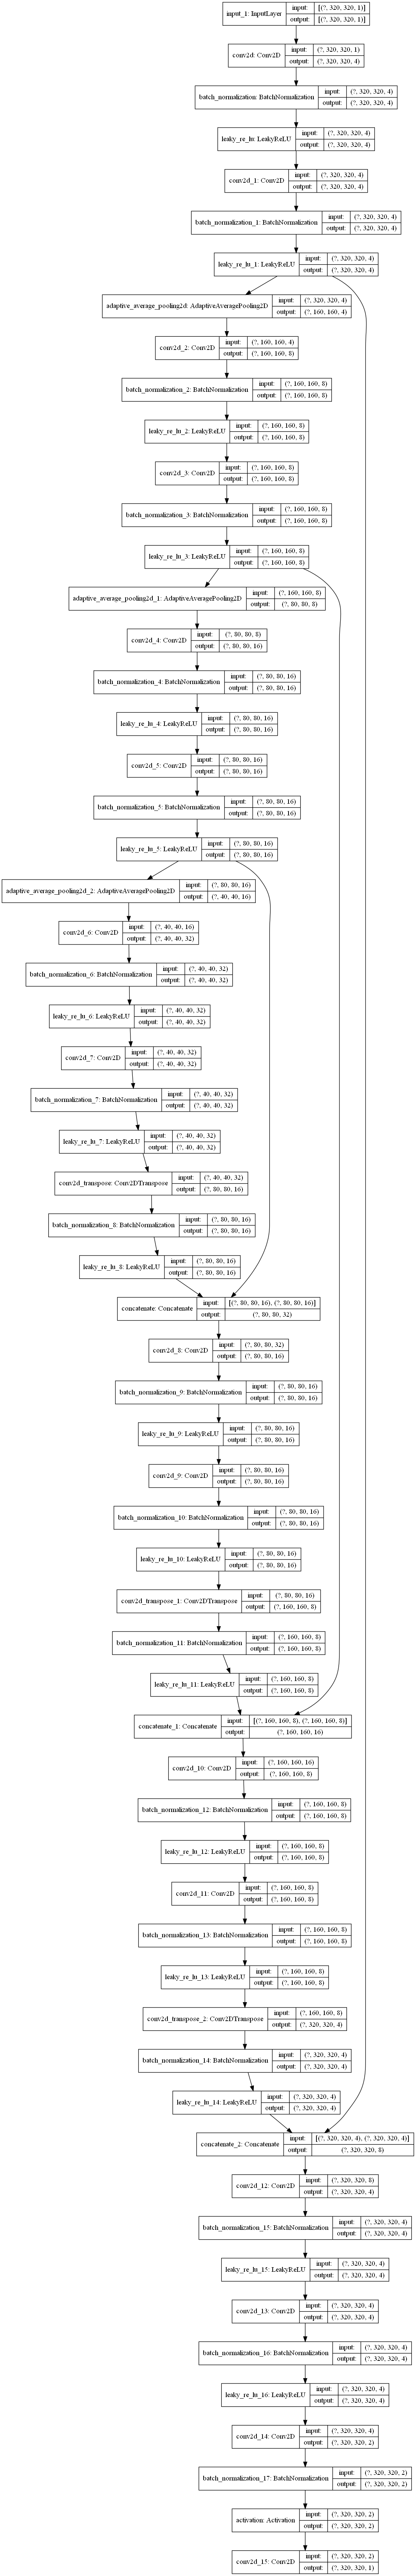 input_1: InputLayer input: [(?, 320, 320, 1)]
output: [(?, 320, 320, 1)]
conv2d: Conv2D input: (?, 320, 320, 1)
output: (?, 320, 320, 4)
batch_normalization: BatchNormalization input: (?, 320, 320, 4)
output: (?, 320, 320, 4)
leaky_re_lu: LeakyReLU input: (?, 320, 320, 4)
output: (?, 320, 320, 4)
conv2d_1: Conv2D input: (?, 320, 320, 4)
output: (?, 320, 320, 4)
batch_normalization_1: BatchNormalization input: (?, 320, 320, 4)
output: (?, 320, 320, 4)
leaky_re_lu_1: LeakyReLU input: (?, 320, 320, 4)
output: (?, 320, 320, 4)
adaptive_average_pooling2d: AdaptiveAveragePooling2D input: (?, 320, 320, 4)
output: (?, 160, 160, 4)
conv2d_2: Conv2D input: (?, 160, 160, 4)
output: (?, 160, 160, 8)
batch_normalization_2: BatchNormalization input: (?, 160, 160, 8)
output: (?, 160, 160, 8)
leaky_re_lu_2: LeakyReLU input: (?, 160, 160, 8)
output: (?, 160, 160, 8)
conv2d_3: Conv2D input: (?, 160, 160, 8)
output: (?, 160, 160, 8)
batch_normalization_3: BatchNormalization input: (?, 160, 160, 8)
output: (?, 160, 160, 8)
leaky_re_lu_3: LeakyReLU input: (?, 160, 160, 8)
output: (?, 160, 160, 8)
adaptive_average_pooling2d_1: AdaptiveAveragePooling2D input: (?, 160, 160, 8)
output: (?, 80, 80, 8)
conv2d_4: Conv2D input: (?, 80, 80, 8)
output: (?, 80, 80, 16)
batch_normalization_4: BatchNormalization input: (?, 80, 80, 16)
output: (?, 80, 80, 16)
leaky_re_lu_4: LeakyReLU input: (?, 80, 80, 16)
output: (?, 80, 80, 16)
conv2d_5: Conv2D input: (?, 80, 80, 16)
output: (?, 80, 80, 16)
batch_normalization_5: BatchNormalization input: (?, 80, 80, 16)
output: (?, 80, 80, 16)
leaky_re_lu_5: LeakyReLU input: (?, 80, 80, 16)
output: (?, 80, 80, 16)
adaptive_average_pooling2d_2: AdaptiveAveragePooling2D input: (?, 80, 80, 16)
output: (?, 40, 40, 16)
conv2d_6: Conv2D input: (?, 40, 40, 16)
output: (?, 40, 40, 32)
batch_normalization_6: BatchNormalization input: (?, 40, 40, 32)
output: (?, 40, 40, 32)
leaky_re_lu_6: LeakyReLU input: (?, 40, 40, 32)
output: (?, 40, 40, 32)
conv2d_7: Conv2D input: (?, 40, 40, 32)
output: (?, 40, 40, 32)
batch_normalization_7: BatchNormalization input: (?, 40, 40, 32)
output: (?, 40, 40, 32)
leaky_re_lu_7: LeakyReLU input: (?, 40, 40, 32)
output: (?, 40, 40, 32)
conv2d_transpose: Conv2DTranspose input: (?, 40, 40, 32)
output: (?, 80, 80, 16)
batch_normalization_8: BatchNormalization input: (?, 80, 80, 16)
output: (?, 80, 80, 16)
leaky_re_lu_8: LeakyReLU input: (?, 80, 80, 16)
output: (?, 80, 80, 16)
concatenate: Concatenate input: [(?, 80, 80, 16), (?, 80, 80, 16)]
output: (?, 80, 80, 32)
conv2d_8: Conv2D input: (?, 80, 80, 32)
output: (?, 80, 80, 16)
batch_normalization_9: BatchNormalization input: (?, 80, 80, 16)
output: (?, 80, 80, 16)
leaky_re_lu_9: LeakyReLU input: (?, 80, 80, 16)
output: (?, 80, 80, 16)
conv2d_9: Conv2D input: (?, 80, 80, 16)
output: (?, 80, 80, 16)
batch_normalization_10: BatchNormalization input: (?, 80, 80, 16)
output: (?, 80, 80, 16)
leaky_re_lu_10: LeakyReLU input: (?, 80, 80, 16)
output: (?, 80, 80, 16)
conv2d_transpose_1: Conv2DTranspose input: (?, 80, 80, 16)
output: (?, 160, 160, 8)
batch_normalization_11: BatchNormalization input: (?, 160, 160, 8)
output: (?, 160, 160, 8)
leaky_re_lu_11: LeakyReLU input: (?, 160, 160, 8)
output: (?, 160, 160, 8)
concatenate_1: Concatenate input: [(?, 160, 160, 8), (?, 160, 160, 8)]
output: (?, 160, 160, 16)
conv2d_10: Conv2D input: (?, 160, 160, 16)
output: (?, 160, 160, 8)
batch_normalization_12: BatchNormalization input: (?, 160, 160, 8)
output: (?, 160, 160, 8)
leaky_re_lu_12: LeakyReLU input: (?, 160, 160, 8)
output: (?, 160, 160, 8)
conv2d_11: Conv2D input: (?, 160, 160, 8)
output: (?, 160, 160, 8)
batch_normalization_13: BatchNormalization input: (?, 160, 160, 8)
output: (?, 160, 160, 8)
leaky_re_lu_13: LeakyReLU input: (?, 160, 160, 8)
output: (?, 160, 160, 8)
conv2d_transpose_2: Conv2DTranspose input: (?, 160, 160, 8)
output: (?, 320, 320, 4)
batch_normalization_14: BatchNormalization input: (?, 320, 320, 4)
output: (?, 320, 320, 4)
leaky_re_lu_14: LeakyReLU input: (?, 320, 320, 4)
output: (?, 320, 320, 4)
concatenate_2: Concatenate input: [(?, 320, 320, 4), (?, 320, 320, 4)]
output: (?, 320, 320, 8)
conv2d_12: Conv2D input: (?, 320, 320, 8)
output: (?, 320, 320, 4)
batch_normalization_15: BatchNormalization input: (?, 320, 320, 4)
output: (?, 320, 320, 4)
leaky_re_lu_15: LeakyReLU input: (?, 320, 320, 4)
output: (?, 320, 320, 4)
conv2d_13: Conv2D input: (?, 320, 320, 4)
output: (?, 320, 320, 4)
batch_normalization_16: BatchNormalization input: (?, 320, 320, 4)
output: (?, 320, 320, 4)
leaky_re_lu_16: LeakyReLU input: (?, 320, 320, 4)
output: (?, 320, 320, 4)
conv2d_14: Conv2D input: (?, 320, 320, 4)
output: (?, 320, 320, 2)
batch_normalization_17: BatchNormalization input: (?, 320, 320, 2)
output: (?, 320, 320, 2)
activation: Activation input: (?, 320, 320, 2)
output: (?, 320, 320, 2)
conv2d_15: Conv2D input: (?, 320, 320, 2)
output: (?, 320, 320, 1)